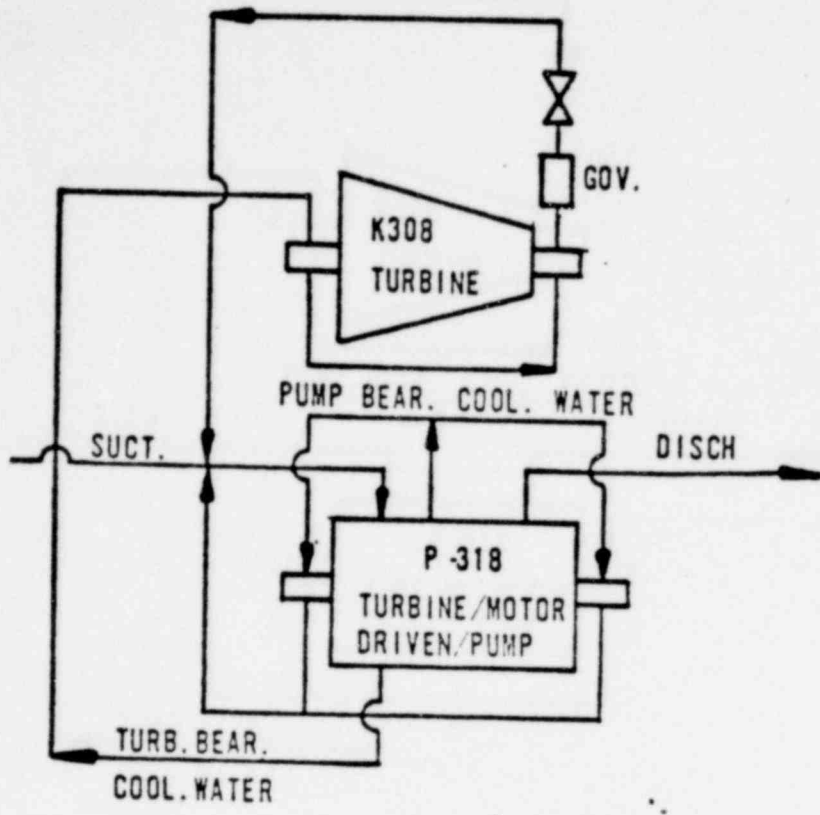 GOV.
K308
TURBINE
PUMP BEAR. COOL. WATER
SUCT.
DISCH
P-318
TURBINE/MOTOR
DRIVEN/PUMP
TURB. BEAR.
COOL. WATER